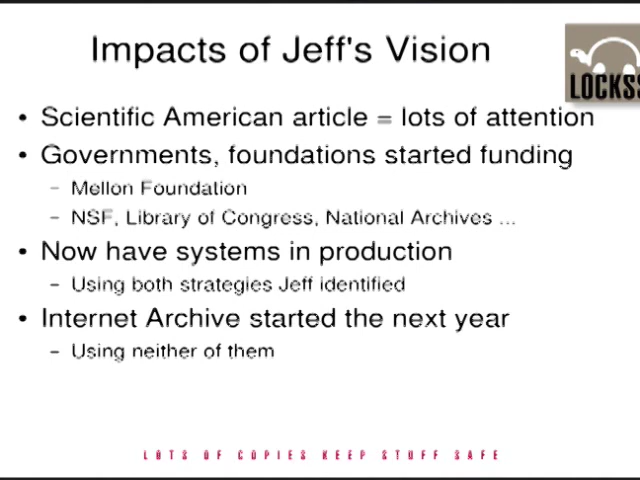 Impacts of Jeff's Vision
LOCKSS
• Scientific American article = lots of attention
• Governments, foundations started funding
– Mellon Foundation
– NSF, Library of Congress, National Archives ...
• Now have systems in production
– Using both strategies Jeff identified
• Internet Archive started the next year
– Using neither of them
LOTS OF COPIES KEEP STUFF SAFE